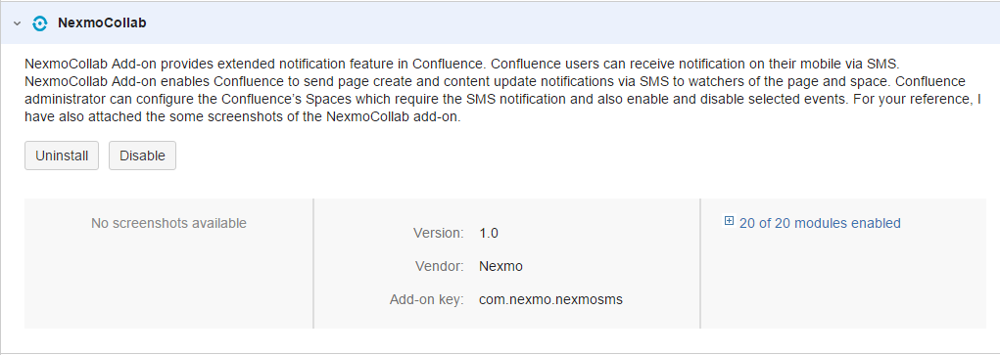 NexmoCollab
NexmoCollab Add-on provides extended notification feature in Confluence. Confluence users can receive notification on their mobile via SMS.
NexmoCollab Add-on enables Confluence to send page create and content update notifications via SMS to watchers of the page and space. Confluence
administrator can configure the Confluence's Spaces which require the SMS notification and also enable and disable selected events. For your reference, I
have also attached the some screenshots of the NexmoCollab add-on.
Uninstall Disable
No screenshots available
Version: 1.0
Vendor: Nexmo
Add-on key: com.nexmo.nexmosms
20 of 20 modules enabled